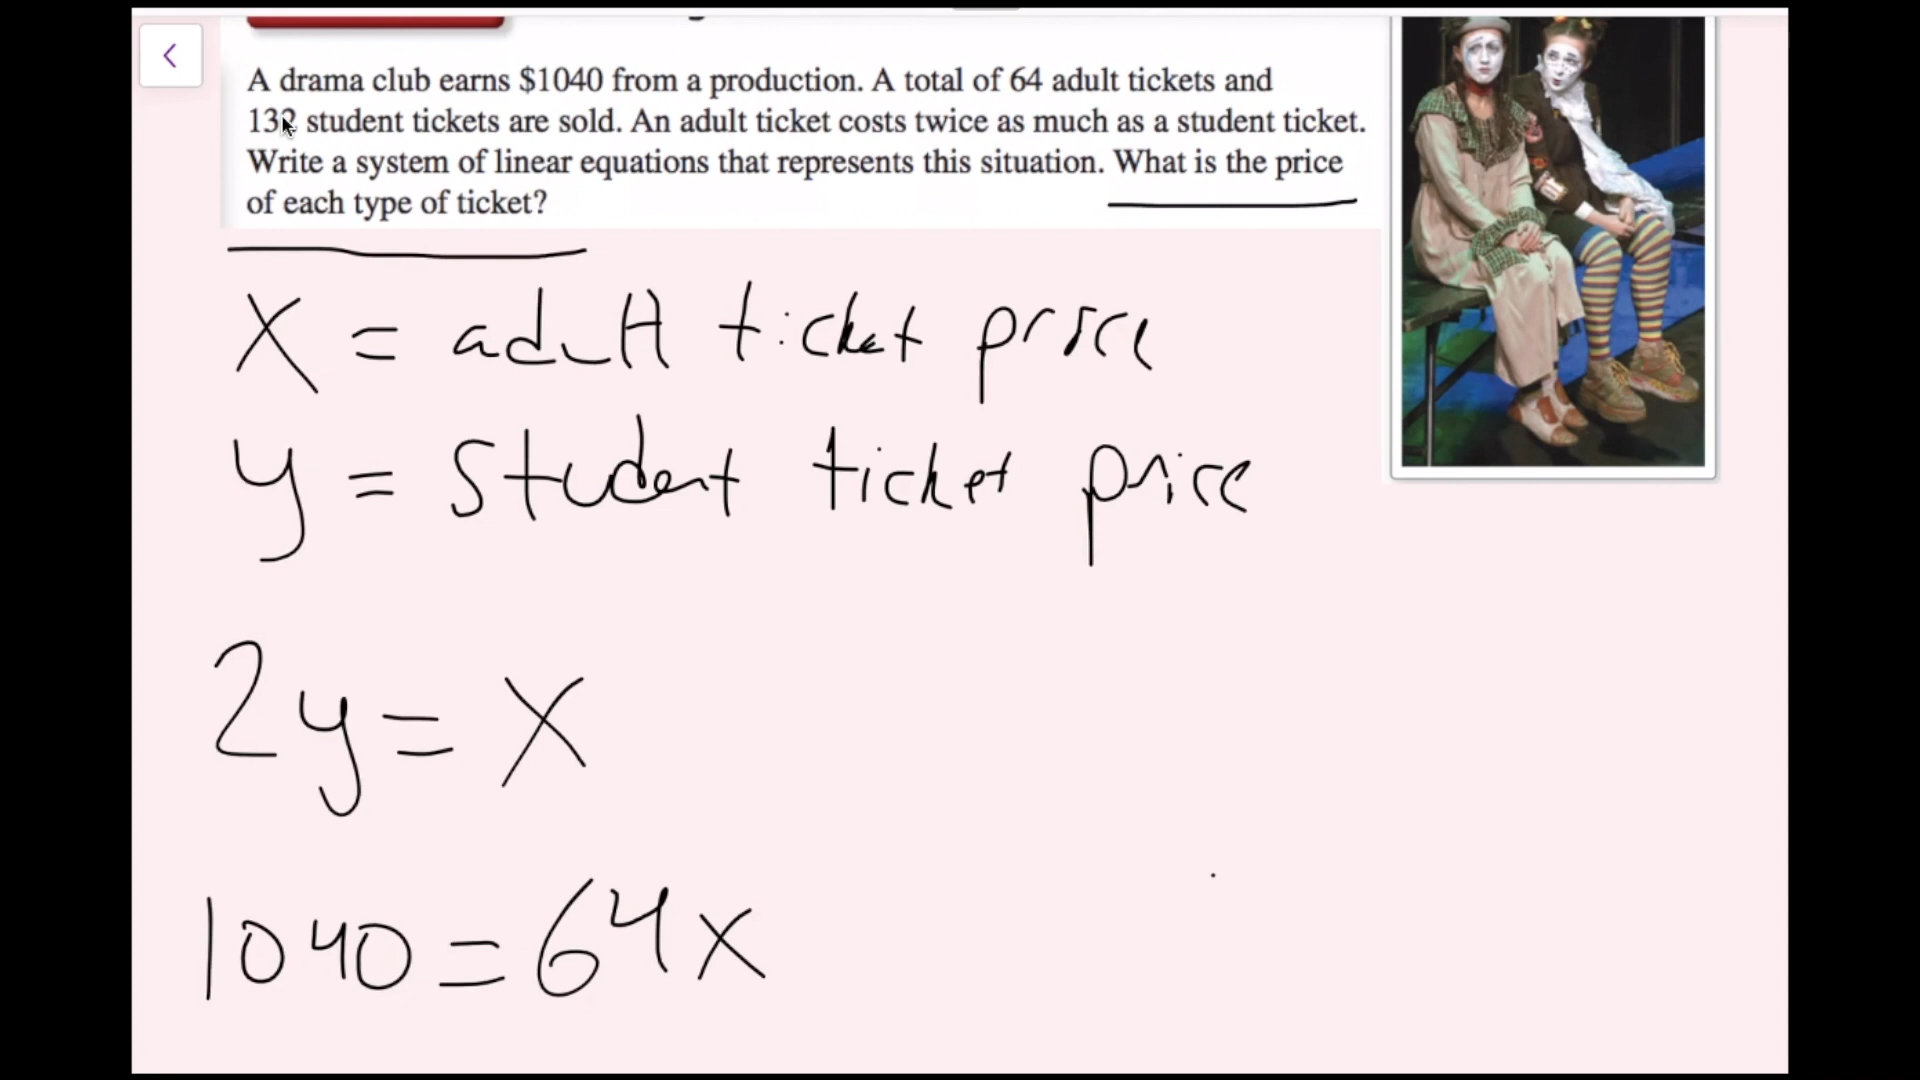 A drama club earns $1040 from a production. A total of 64 adult tickets and
132 student tickets are sold. An adult ticket costs twice as much as a student ticket.
Write a system of linear equations that represents this situation. What is the price
of each type of ticket?
X = adult ticket price
y = Student ticket price
2y = X
1040 = 64x